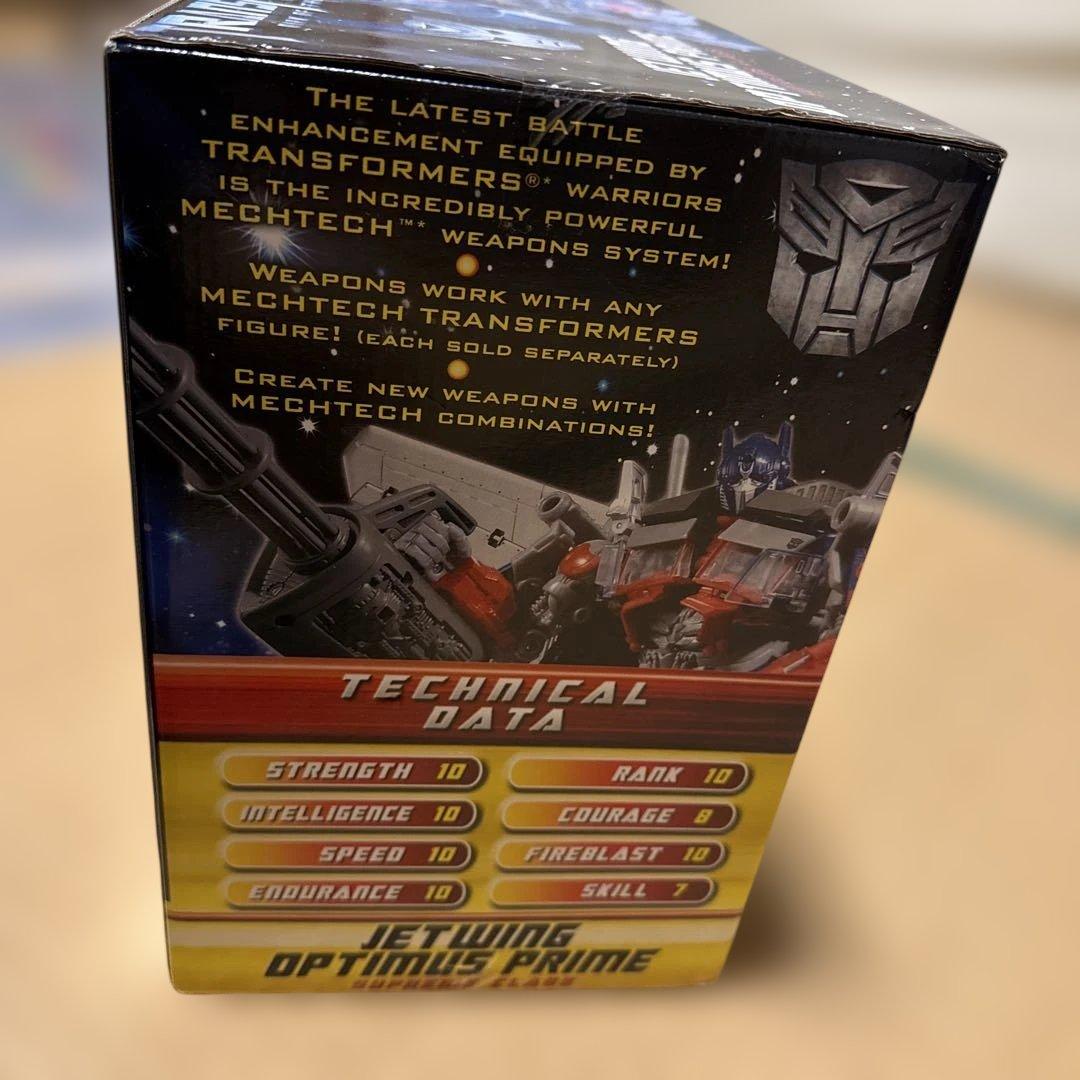 THE LATEST BATTLE
ENHANCEMENT EQUIPPED BY
TRANSFORMERS®* WARRIORS
IS THE INCREDIBLY POWERFUL
MECHTECH™* WEAPONS SYSTEM!
WEAPONS WORK WITH ANY
MECHTECH TRANSFORMERS
FIGURE! (EACH SOLD SEPARATELY)
CREATE NEW WEAPONS WITH
MECHTECH COMBINATIONS!
TECHNICAL
DATA
STRENGTH 10
RANK 10
INTELLIGENCE 10
COURAGE 8
SPEED 10
FIREBLAST 10
ENDURANCE 10
SKILL 7
JETWING
OPTIMUS PRIME
SUPREME CLASS